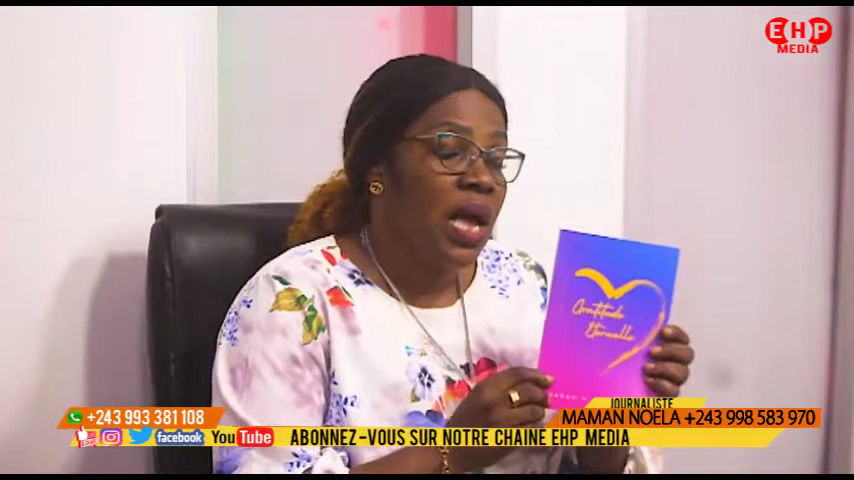 EHP
MEDIA
Gratitude
Eternelle
JOURNALISTE
+243 993 381 108
MAMAN NOELA +243 998 583 970
facebook
YouTube
ABONNEZ-VOUS SUR NOTRE CHAINE EHP MEDIA